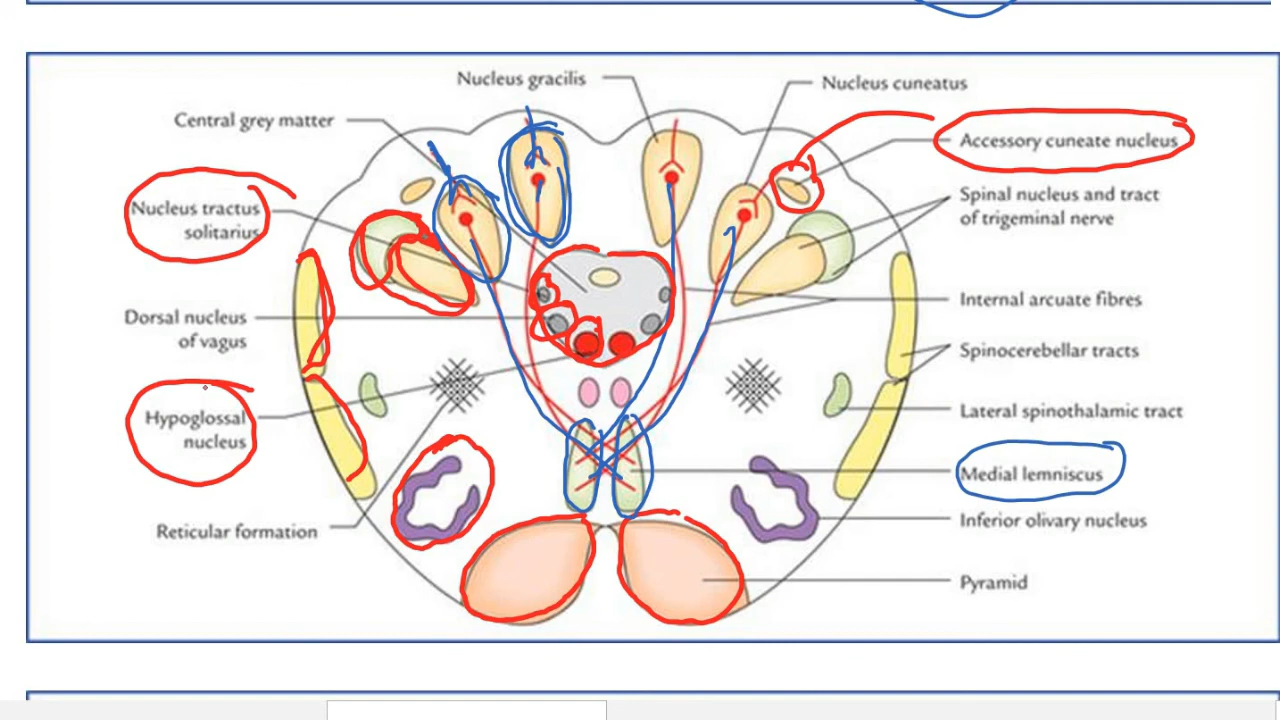 Nucleus gracilis
Nucleus cuneatus
Central grey matter
Accessory cuneate nucleus
Nucleus tractus
solitarius
Spinal nucleus and tract
of trigeminal nerve
Dorsal nucleus
of vagus
Internal arcuate fibres
Spinocerebellar tracts
Hypoglossal
nucleus
Lateral spinothalamic tract
Medial lemniscus
Reticular formation
Inferior olivary nucleus
Pyramid